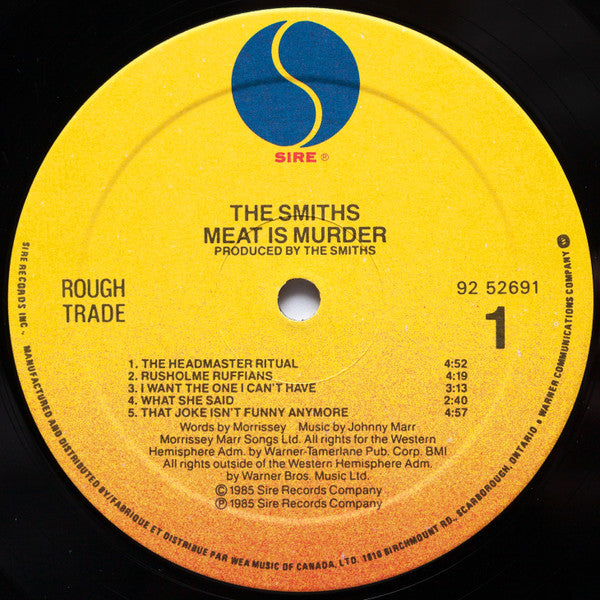 SIRE ®
THE SMITHS
MEAT IS MURDER
PRODUCED BY THE SMITHS
ROUGH
TRADE
92 52691
1
1. THE HEADMASTER RITUAL 4:52
2. RUSHOLME RUFFIANS 4:19
3. I WANT THE ONE I CAN'T HAVE 3:13
4. WHAT SHE SAID 2:40
5. THAT JOKE ISN'T FUNNY ANYMORE 4:57
Words by Morrissey Music by Johnny Marr
Morrissey Marr Songs Ltd. All rights for the Western
Hemisphere Adm. by Warner-Tamerlane Pub. Corp. BMI
All rights outside of the Western Hemisphere Adm.
by Warner Bros. Music Ltd.
© 1985 Sire Records Company
℗ 1985 Sire Records Company
SIRE RECORDS INC ~ MANUFACTURED AND DISTRIBUTED BY/FABRIQUE ET DISTRIBUE PAR WEA MUSIC OF CANADA, LTD. 1810 BIRCHMOUNT RD., SCARBOROUGH, ONTARIO • WARNER COMMUNICATIONS COMPANY